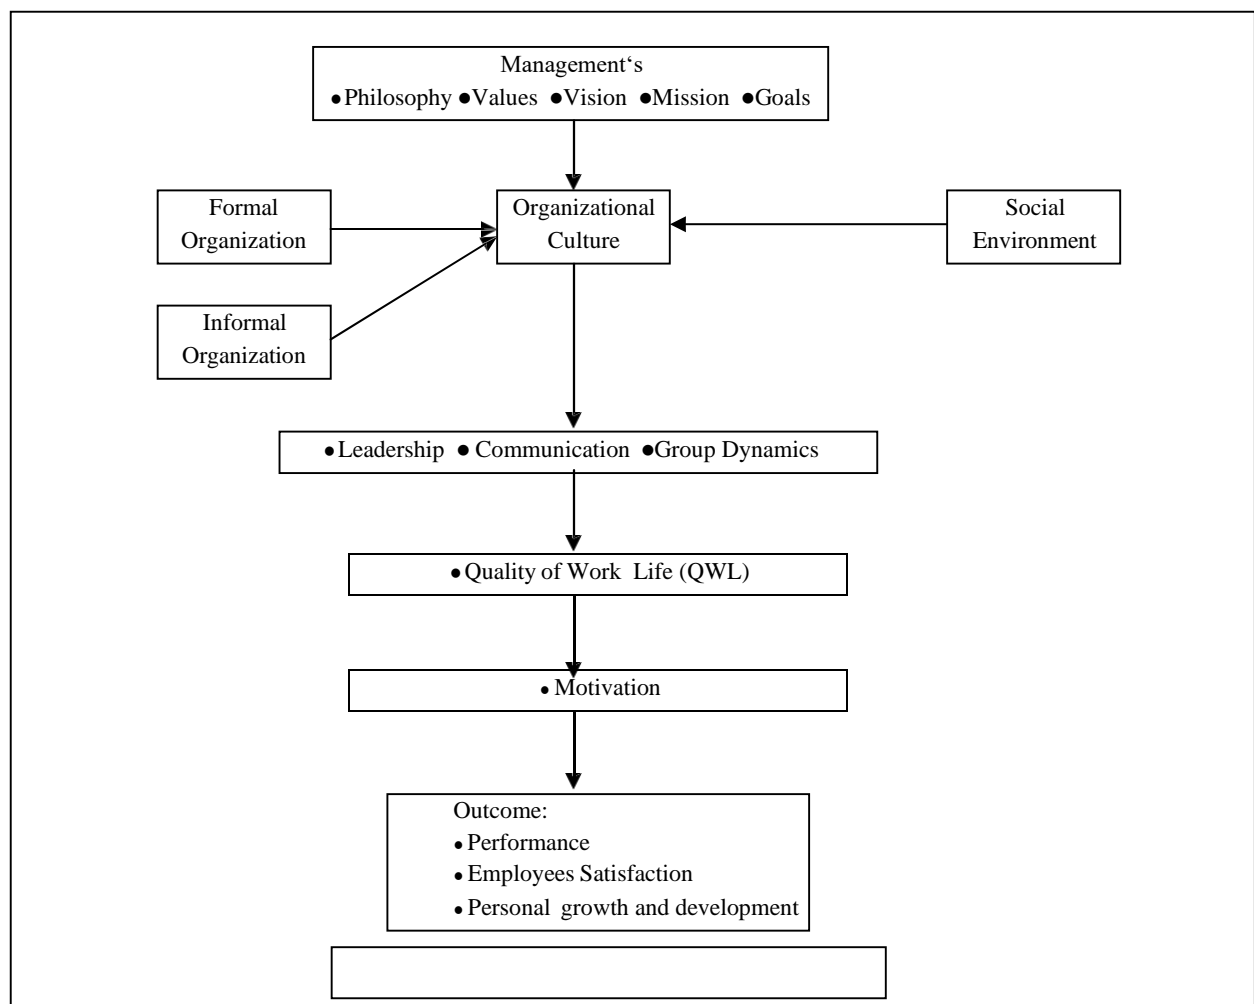 Management‘s
•Philosophy •Values •Vision •Mission •Goals
Formal
Organization
Organizational
Culture
Social
Environment
Informal
Organization
•Leadership • Communication •Group Dynamics
•Quality of Work Life (QWL)
• Motivation
Outcome:
• Performance
• Employees Satisfaction
• Personal growth and development